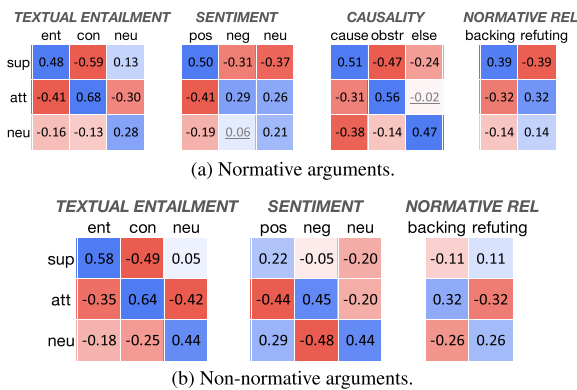 TEXTUAL ENTAILMENT SENTIMENT CAUSALITY NORMATIVE REL
ent con neu pos neg neu cause obstr else backing refuting
sup 0.48 -0.59 0.13 0.50 -0.31 -0.37 0.51 -0.47 -0.24 0.39 -0.39
att -0.41 0.68 -0.30 -0.41 0.29 0.26 -0.31 0.56 -0.02 -0.32 0.32
neu -0.16 -0.13 0.28 -0.19 0.06 0.21 -0.38 -0.14 0.47 -0.14 0.14
(a) Normative arguments.
TEXTUAL ENTAILMENT SENTIMENT NORMATIVE REL
ent con neu pos neg neu backing refuting
sup 0.58 -0.49 0.05 0.22 -0.05 -0.20 -0.11 0.11
att -0.35 0.64 -0.42 -0.44 0.45 -0.20 0.32 -0.32
neu -0.18 -0.25 0.44 0.29 -0.48 0.44 -0.26 0.26
(b) Non-normative arguments.